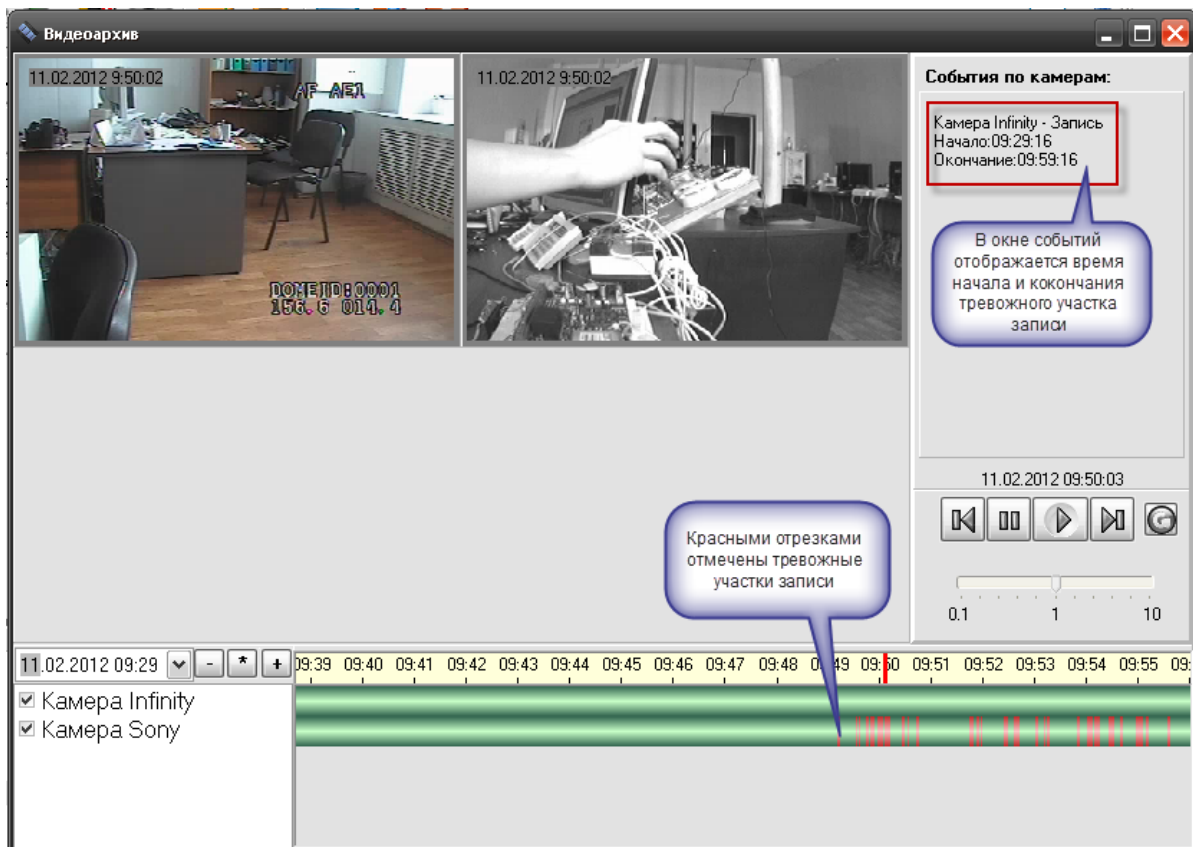 Видеоархив
11.02.2012 9:50:02
AF AE1
DOMEID:0001
156.6 014.4
11.02.2012 9:50:02
События по камерам:
Камера Infinity - Запись
Начало:09:29:16
Окончание:09:59:16
В окне событий
отображается время
начала и кокончания
тревожного участка
записи
11.02.2012 09:50:03
0.1 1 10
Красными отрезками
отмечены тревожные
участки записи
11.02.2012 09:29 - * +
09:39 09:40 09:41 09:42 09:43 09:44 09:45 09:46 09:47 09:48 09:49 09:50 09:51 09:52 09:53 09:54 09:55 09:
Камера Infinity
Камера Sony